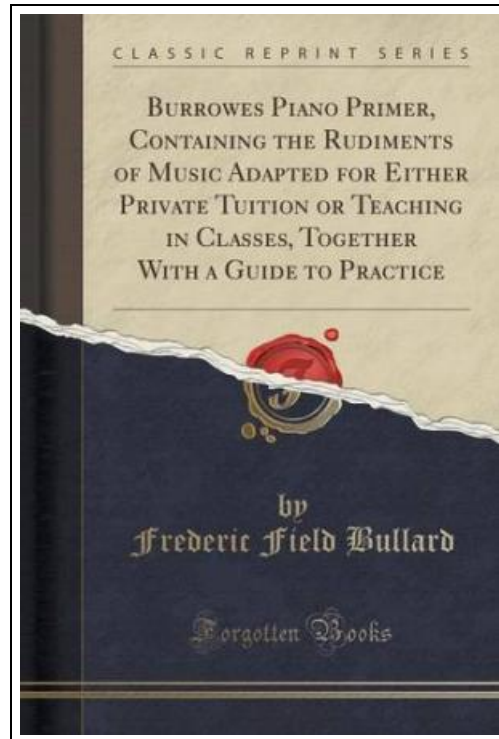 CLASSIC REPRINT SERIES
BURROWES PIANO PRIMER,
CONTAINING THE RUDIMENTS
OF MUSIC ADAPTED FOR EITHER
PRIVATE TUITION OR TEACHING
IN CLASSES, TOGETHER
WITH A GUIDE TO PRACTICE
by
Frederic Field Bullard
Forgotten Books